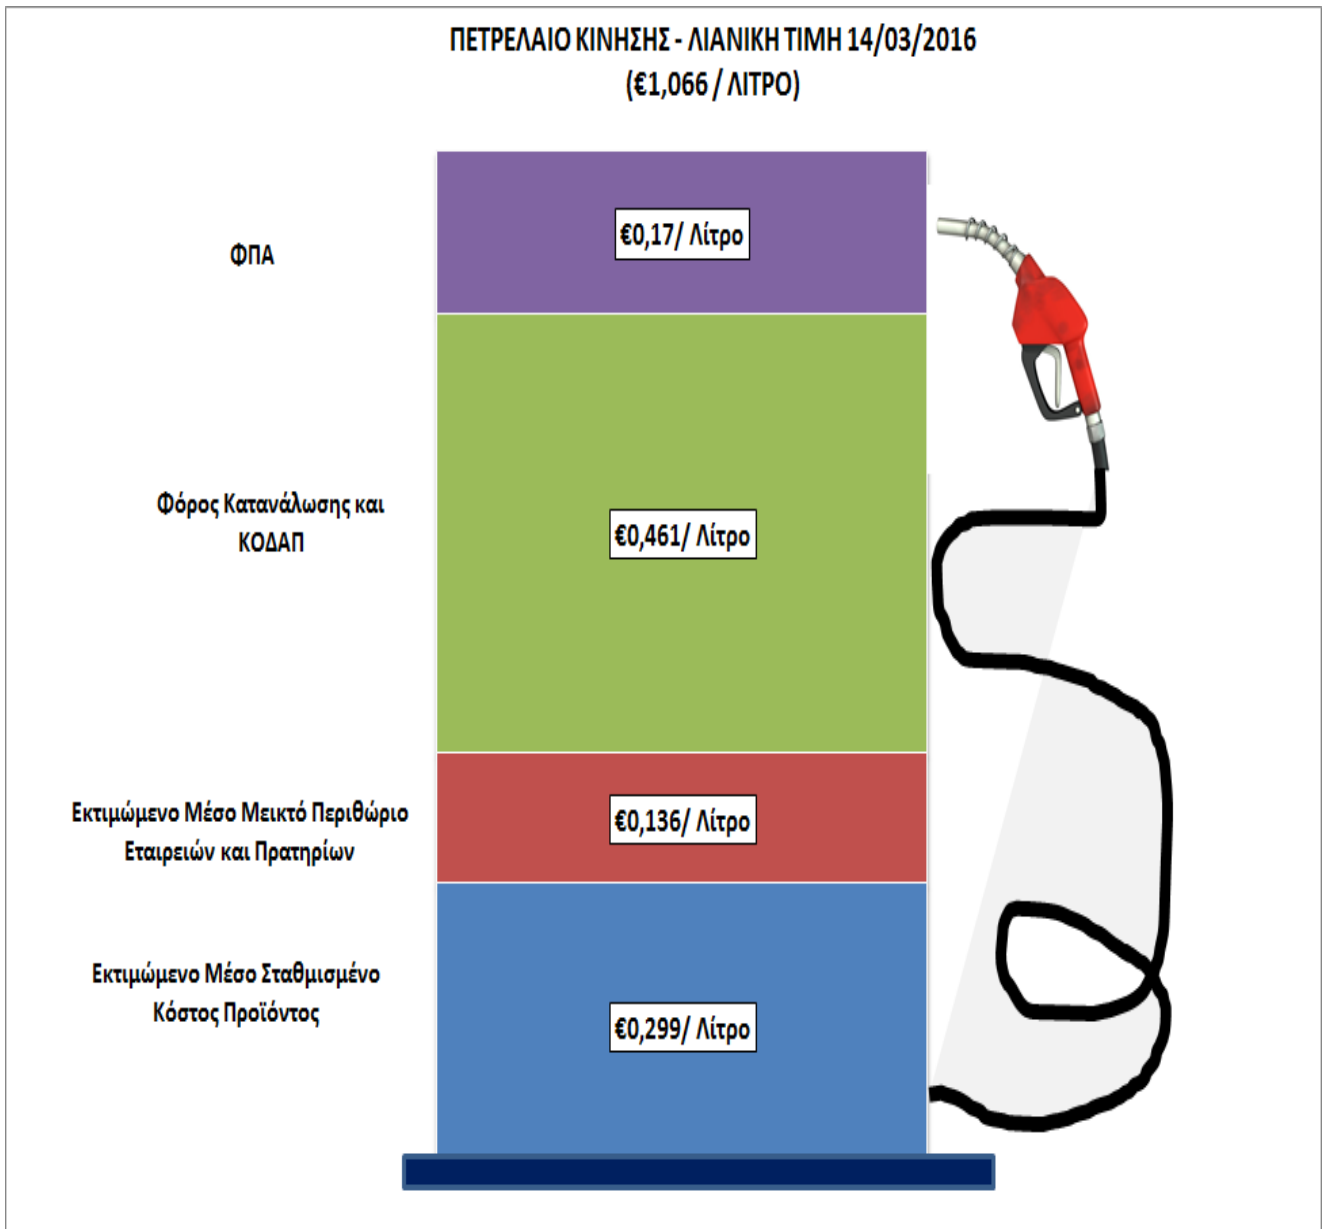 ΠΕΤΡΕΛΑΙΟ ΚΙΝΗΣΗΣ - ΛΙΑΝΙΚΗ ΤΙΜΗ 14/03/2016
(€1,066 / ΛΙΤΡΟ)
ΦΠΑ
€0,17/ Λίτρο
Φόρος Κατανάλωσης και
ΚΟΔΑΠ
€0,461/ Λίτρο
Εκτιμώμενο Μέσο Μεικτό Περιθώριο
Εταιρειών και Πρατηρίων
€0,136/ Λίτρο
Εκτιμώμενο Μέσο Σταθμισμένο
Κόστος Προϊόντος
€0,299/ Λίτρο